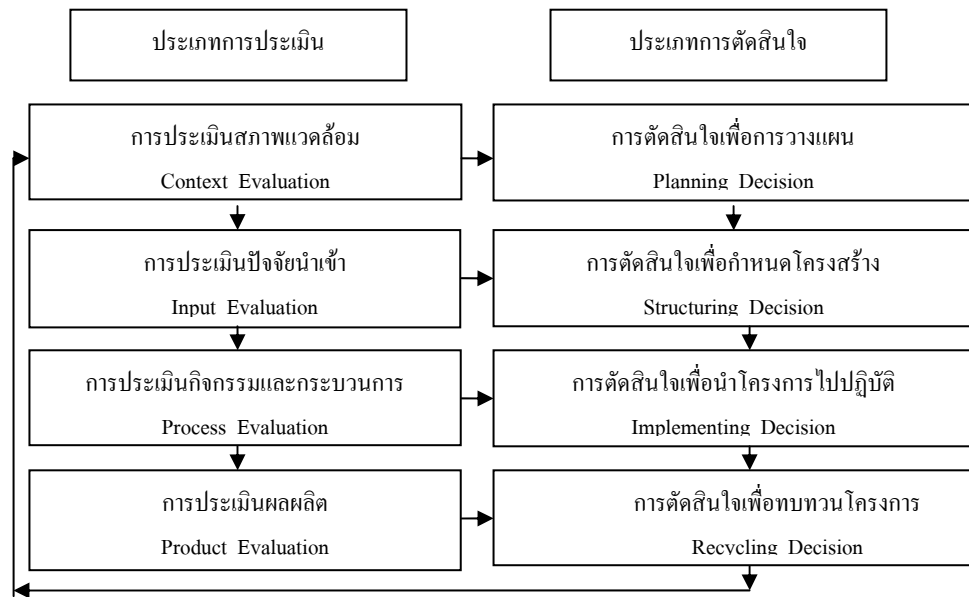 ประเภทการประเมิน
ประเภทการตัดสินใจ
การประเมินสภาพแวดล้อม
Context Evaluation
การตัดสินใจเพื่อการวางแผน
Planning Decision
การประเมินปัจจัยนำเข้า
Input Evaluation
การตัดสินใจเพื่อกำหนดโครงสร้าง
Structuring Decision
การประเมินกิจกรรมและกระบวนการ
Process Evaluation
การตัดสินใจเพื่อนำโครงการไปปฏิบัติ
Implementing Decision
การประเมินผลผลิต
Product Evaluation
การตัดสินใจเพื่อทบทวนโครงการ
Recycling Decision